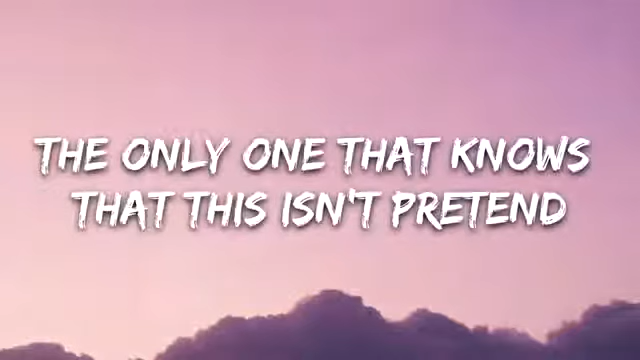 THE ONLY ONE THAT KNOWS
THAT THIS ISN'T PRETEND